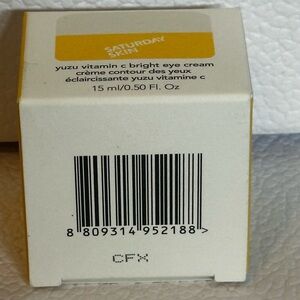 SATURDAY
SKIN
yuzu vitamin c bright eye cream
crème contour des yeux
éclaircissante yuzu vitamine c
15 ml/0.50 Fl. Oz
8 809314 952188 >
CFX